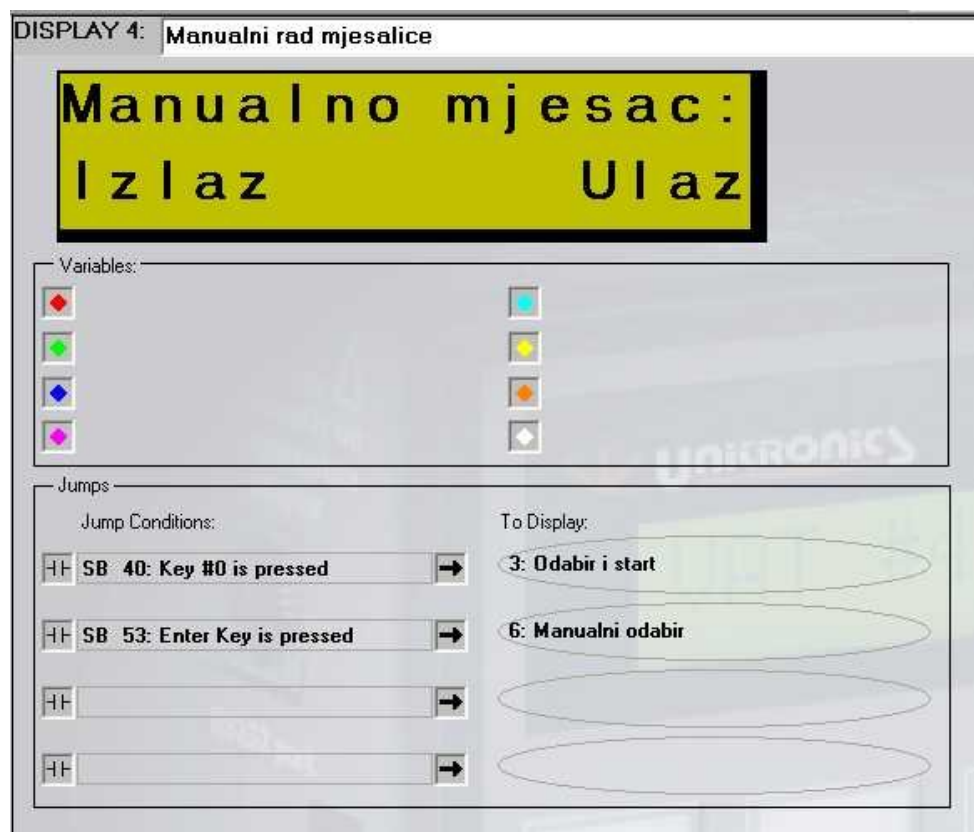 DISPLAY 4: Manualni rad mjesalice
Manualno mjesac:
Izlaz Ulaz
Variables:
UNITRONICS
Jumps
Jump Conditions: To Display:
SB 40: Key #0 is pressed 3: Odabir i start
SB 53: Enter Key is pressed 6: Manualni odabir